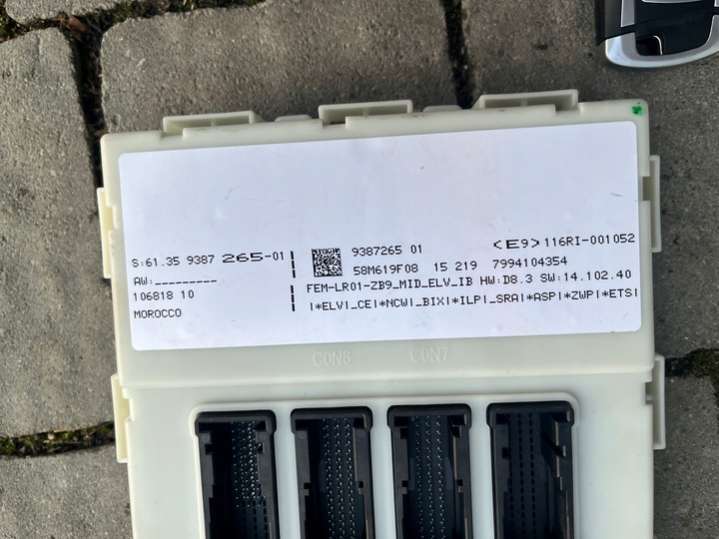 S:61.35 9387 265-01
AW:_________
106818 10
MOROCCO
9387265 01
58M619F08 15 219
<E9>116RI-001052
7994104354
FEM-LR01-ZB9_MID_ELV_IB HW:D8.3 SW:14.102.40
|*ELV|_CE|*NCW|_BIX|*ILP|_SRA|*ASP|*ZWP|*ETS|
CON6 CON7